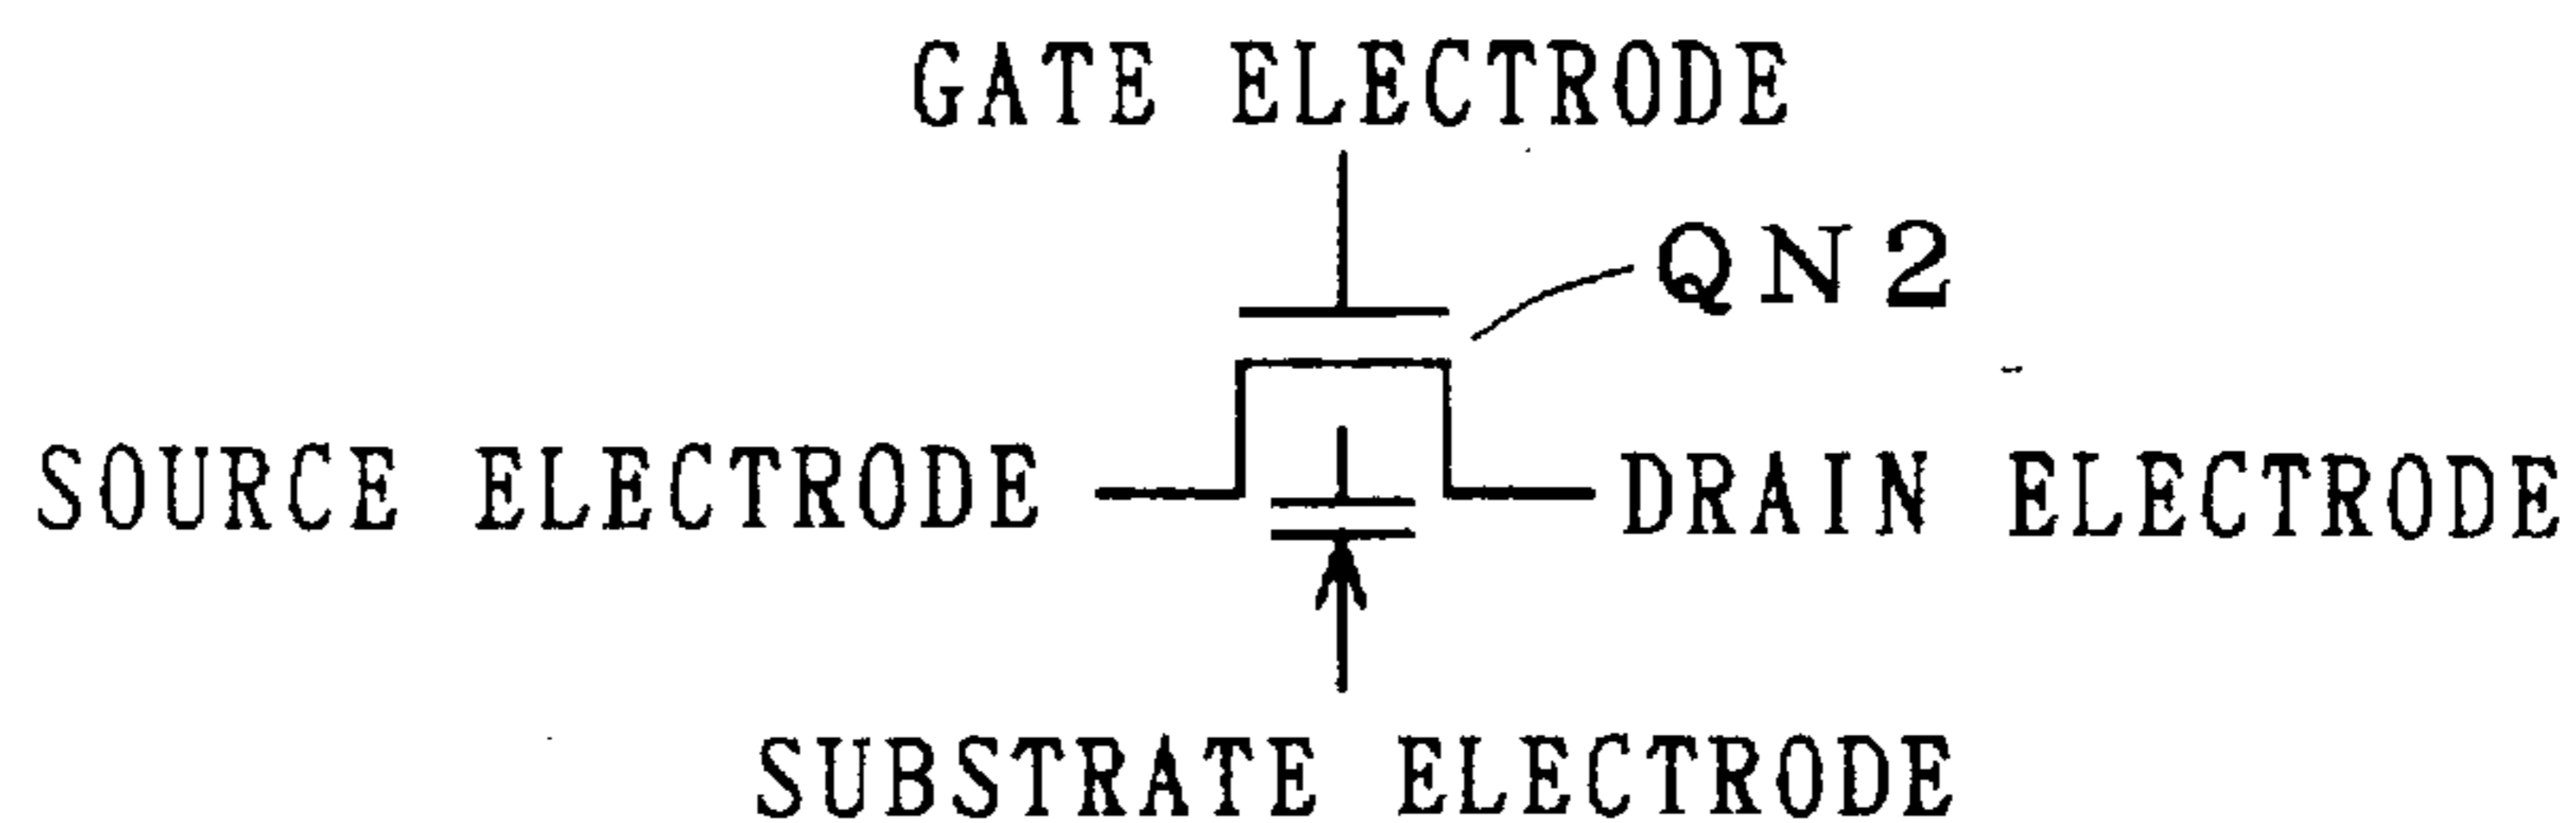 GATE ELECTRODE
QN2
SOURCE ELECTRODE
DRAIN ELECTRODE
SUBSTRATE ELECTRODE